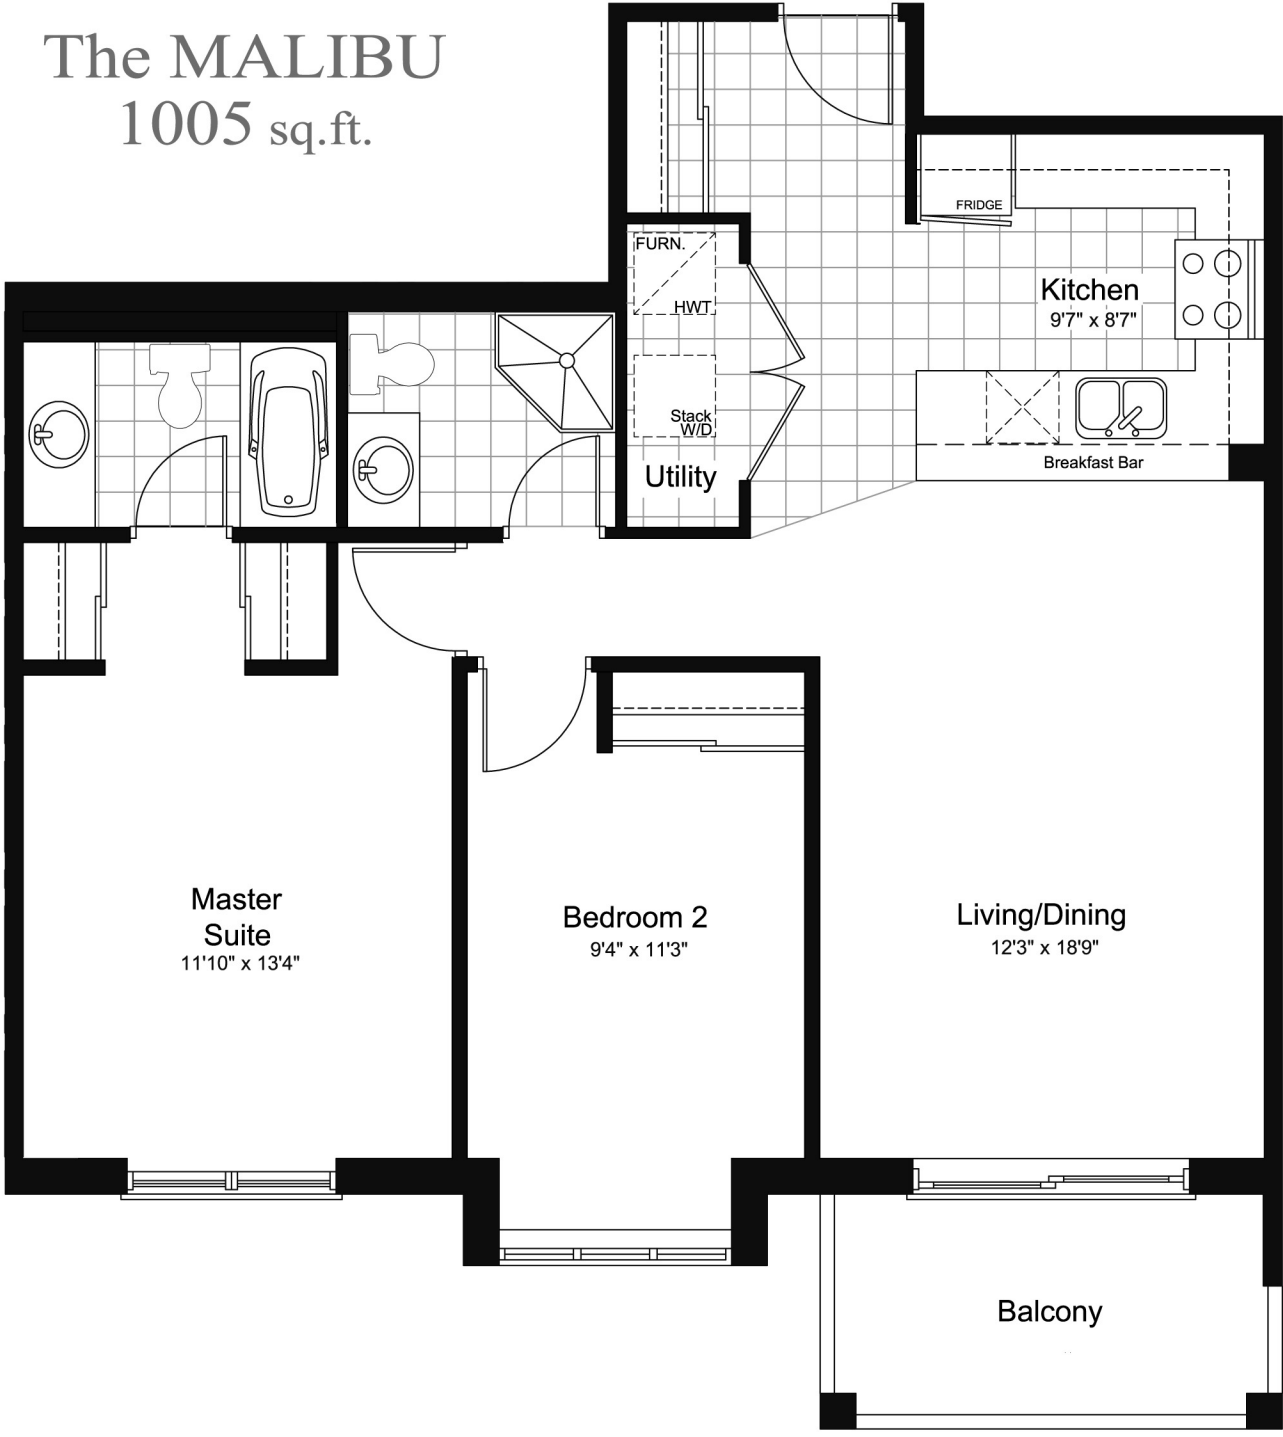 The MALIBU
1005 sq.ft.
FRIDGE
FURN.
HWT
Kitchen
9'7" x 8'7"
Stack
W/D
Utility
Breakfast Bar
Master
Suite
11'10" x 13'4"
Bedroom 2
9'4" x 11'3"
Living/Dining
12'3" x 18'9"
Balcony